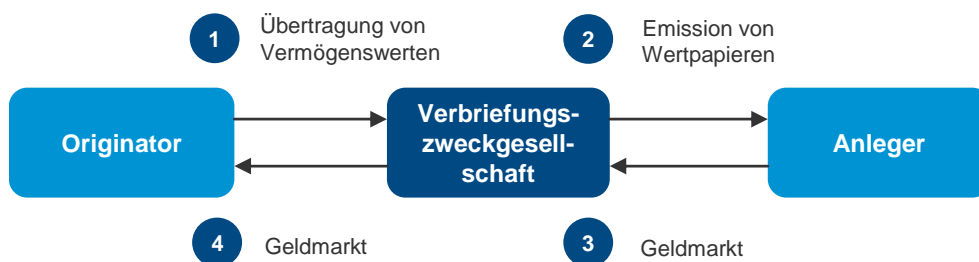 1
Übertragung von
Vermögenswerten
2
Emission von
Wertpapieren
Originator
Verbriefungs-
zweckgesell-
schaft
Anleger
4
Geldmarkt
3
Geldmarkt